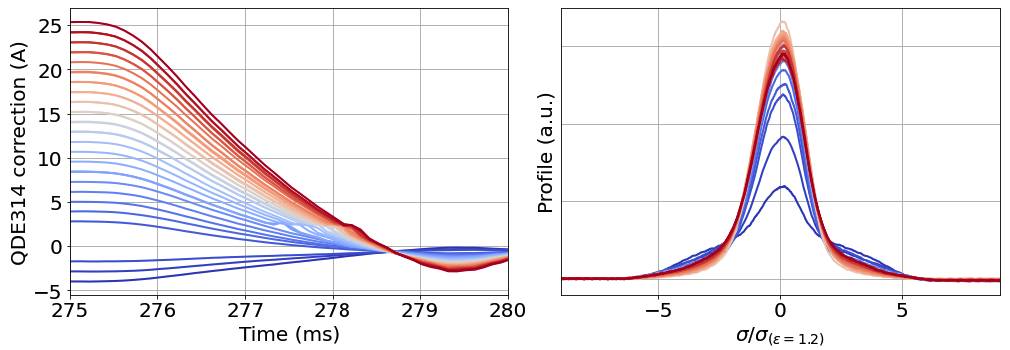 QDE314 correction (A)
25
20
15
10
5
0
−5
275 276 277 278 279 280
Time (ms)
Profile (a.u.)
−5 0 5
σ/σ(ε = 1.2)